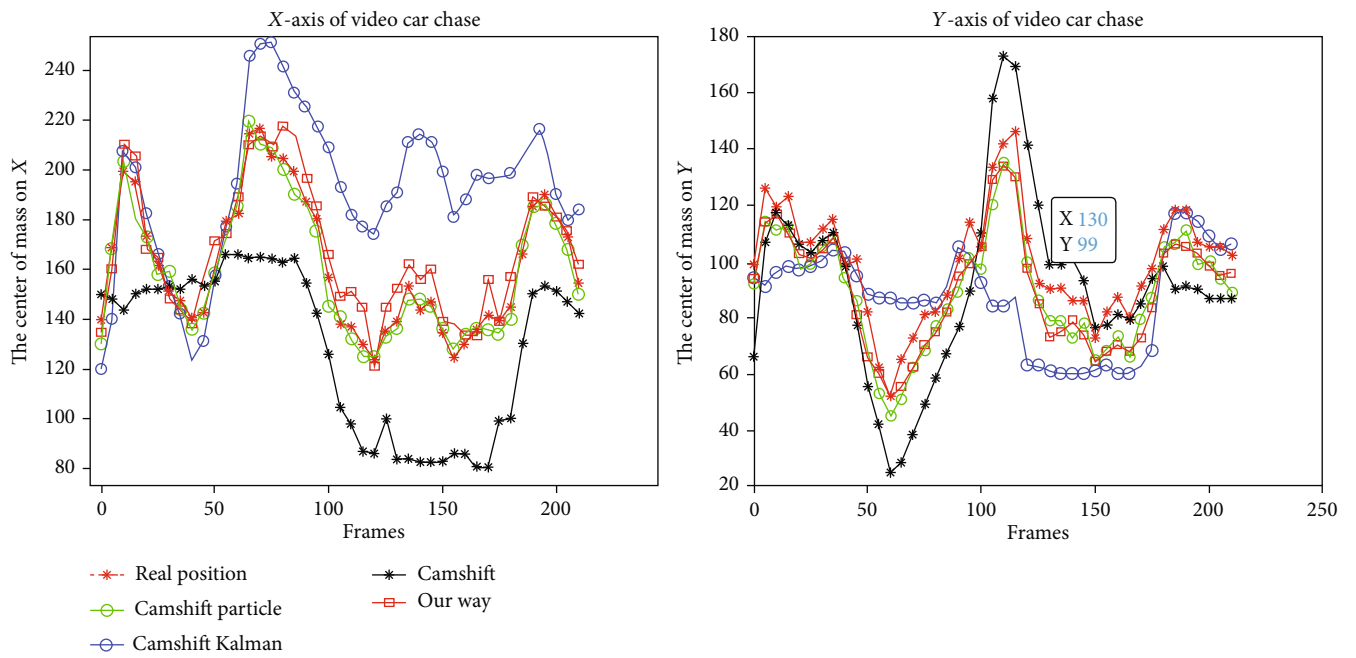 X-axis of video car chase
The center of mass on X
240
220
200
180
160
140
120
100
80
0
50
100
150
200
Frames
Y-axis of video car chase
The center of mass on Y
180
160
140
120
100
80
60
40
20
X 130
Y 99
0
50
100
150
200
250
Frames
Real position
Camshift particle
Camshift Kalman
Camshift
Our way